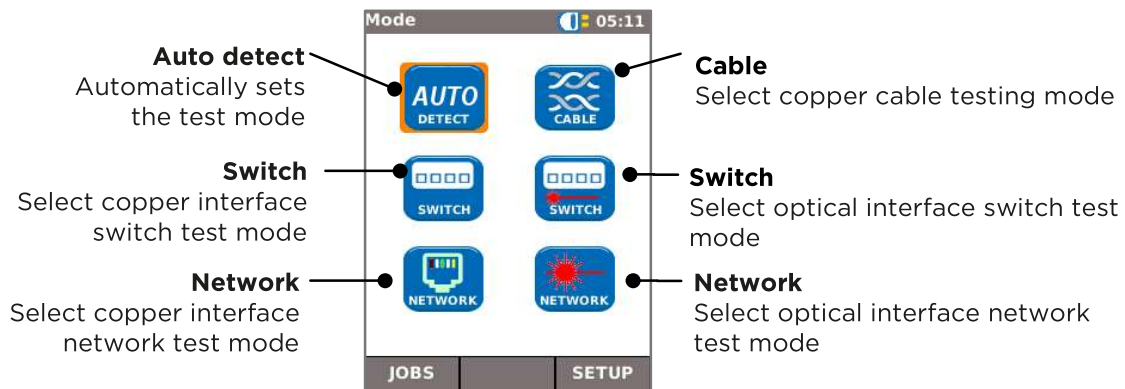 Mode 05:11
Auto detect
Automatically sets
the test mode
AUTO
DETECT
CABLE
Cable
Select copper cable testing mode
Switch
Select copper interface
switch test mode
SWITCH
SWITCH
Switch
Select optical interface switch test
mode
Network
Select copper interface
network test mode
NETWORK
NETWORK
Network
Select optical interface network
test mode
JOBS SETUP